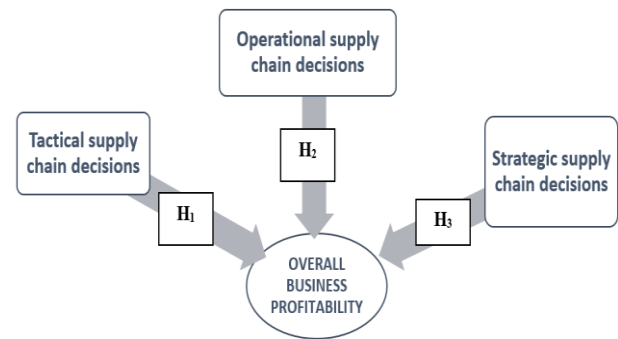 Operational supply
chain decisions
Tactical supply
chain decisions
Strategic supply
chain decisions
H₂
H₁
H₃
OVERALL
BUSINESS
PROFITABILITY